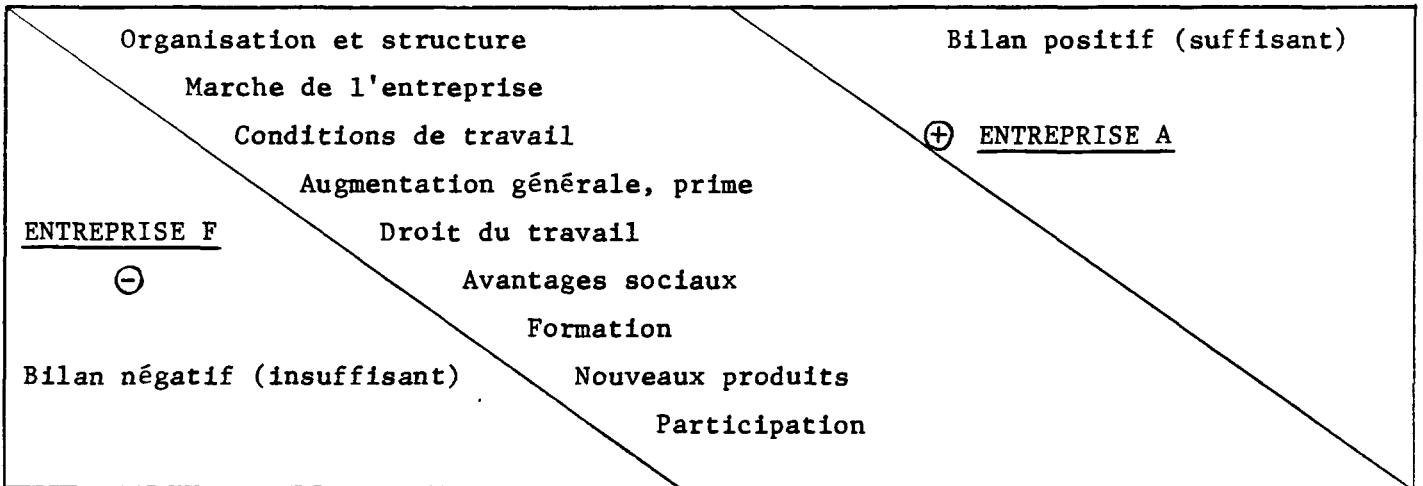 Organisation et structure Bilan positif (suffisant)
Marche de l'entreprise
Conditions de travail ⊕ ENTREPRISE A
Augmentation générale, prime
ENTREPRISE F Droit du travail
⊖ Avantages sociaux
Formation
Bilan négatif (insuffisant) Nouveaux produits
Participation